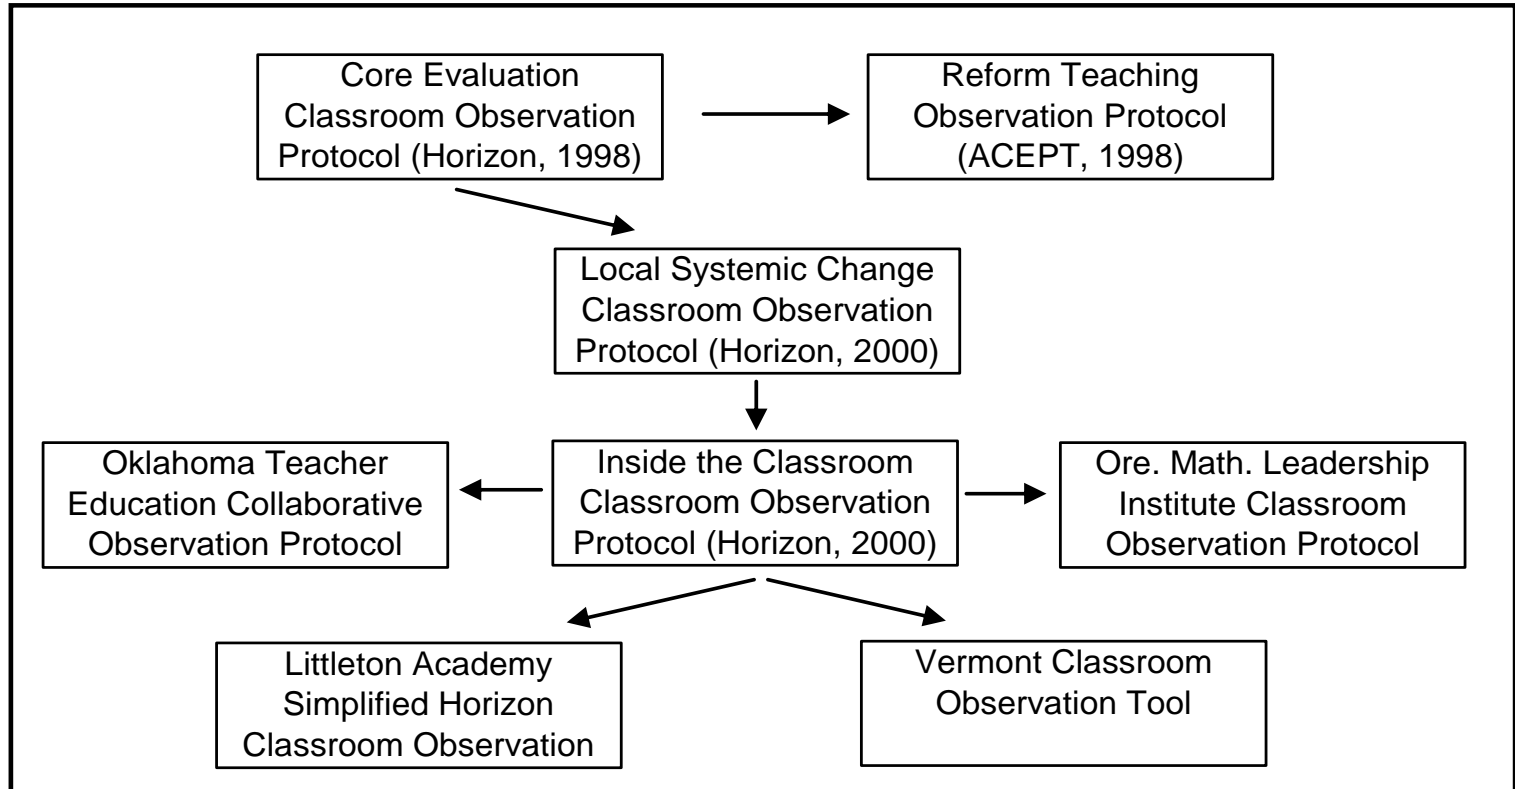 Core Evaluation
Classroom Observation
Protocol (Horizon, 1998)
Reform Teaching
Observation Protocol
(ACEPT, 1998)
Local Systemic Change
Classroom Observation
Protocol (Horizon, 2000)
Oklahoma Teacher
Education Collaborative
Observation Protocol
Inside the Classroom
Classroom Observation
Protocol (Horizon, 2000)
Ore. Math. Leadership
Institute Classroom
Observation Protocol
Littleton Academy
Simplified Horizon
Classroom Observation
Vermont Classroom
Observation Tool